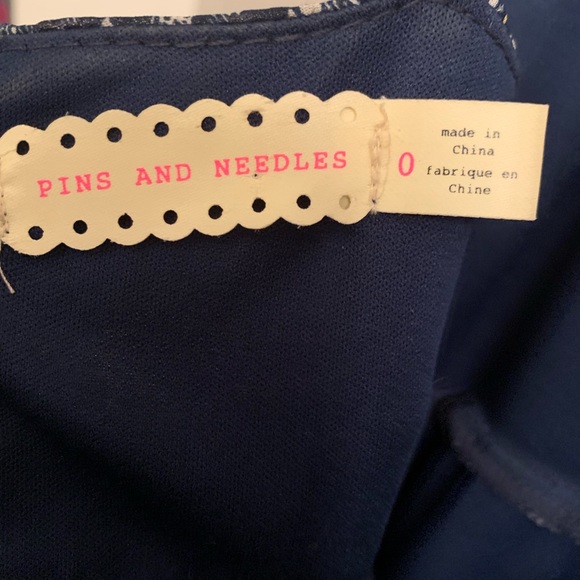 PINS AND NEEDLES
0
made in
China
fabrique en
Chine